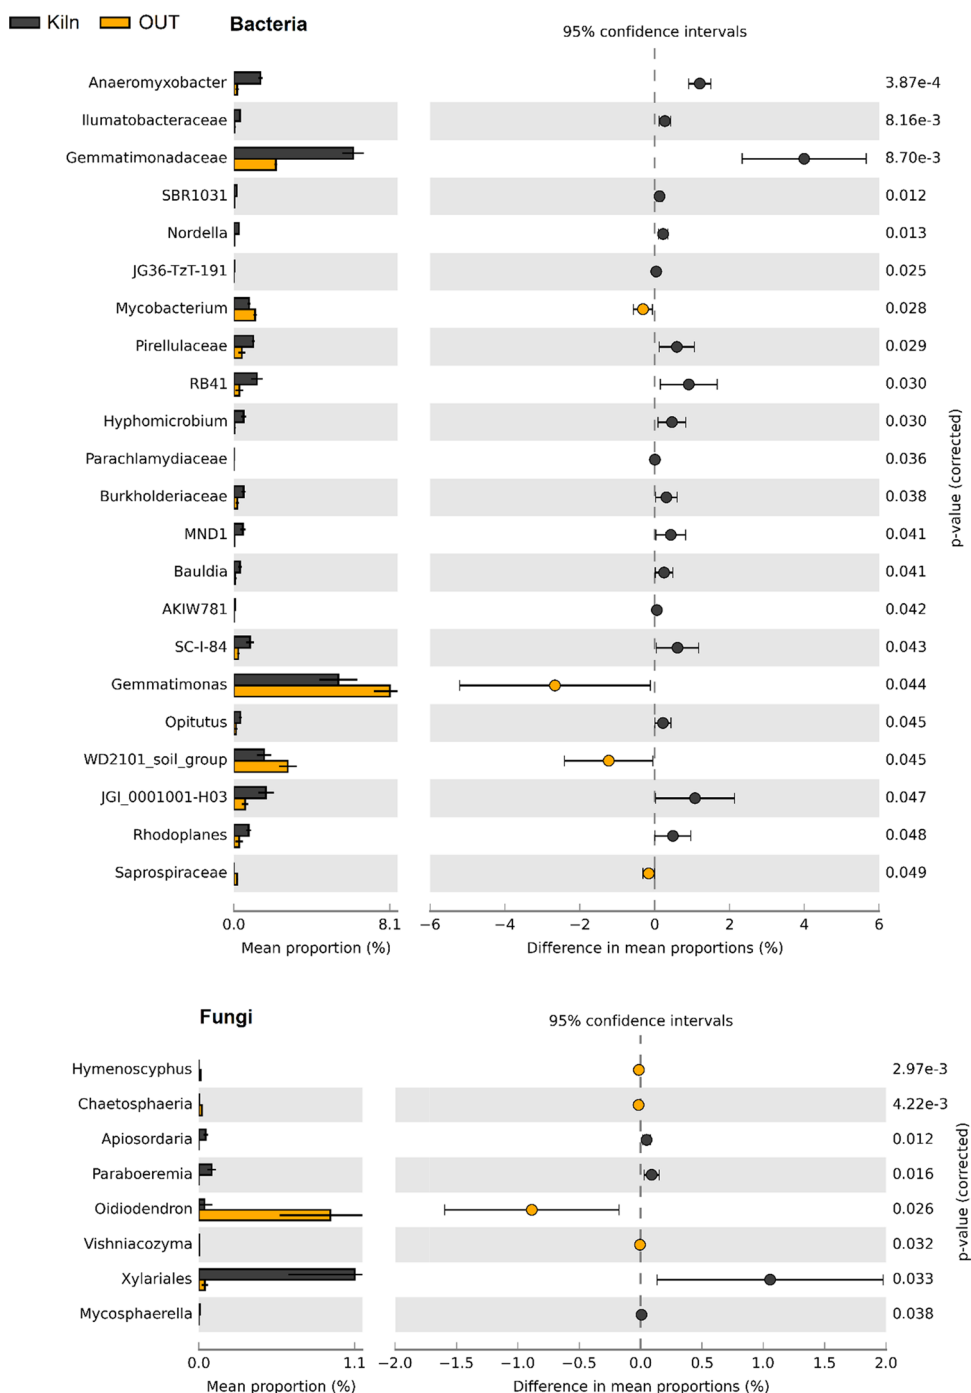 Kiln OUT Bacteria
95% confidence intervals
Anaeromyxobacter 3.87e-4
Ilumatobacteraceae 8.16e-3
Gemmatimonadaceae 8.70e-3
SBR1031 0.012
Nordella 0.013
JG36-TzT-191 0.025
Mycobacterium 0.028
Pirellulaceae 0.029
RB41 0.030
Hyphomicrobium 0.030
Parachlamydiaceae 0.036
Burkholderiaceae 0.038
MND1 0.041
Bauldia 0.041
AKIW781 0.042
SC-I-84 0.043
Gemmatimonas 0.044
Opitutus 0.045
WD2101_soil_group 0.045
JGI_0001001-H03 0.047
Rhodoplanes 0.048
Saprospiraceae 0.049
p-value (corrected)
0.0 8.1 −6 −4 −2 0 2 4 6
Mean proportion (%) Difference in mean proportions (%)
Fungi
95% confidence intervals
Hymenoscyphus 2.97e-3
Chaetosphaeria 4.22e-3
Apiosordaria 0.012
Paraboeremia 0.016
Oidiodendron 0.026
Vishniacozyma 0.032
Xylariales 0.033
Mycosphaerella 0.038
p-value (corrected)
0.0 1.1 −2.0 −1.5 −1.0 −0.5 0.0 0.5 1.0 1.5 2.0
Mean proportion (%) Difference in mean proportions (%)